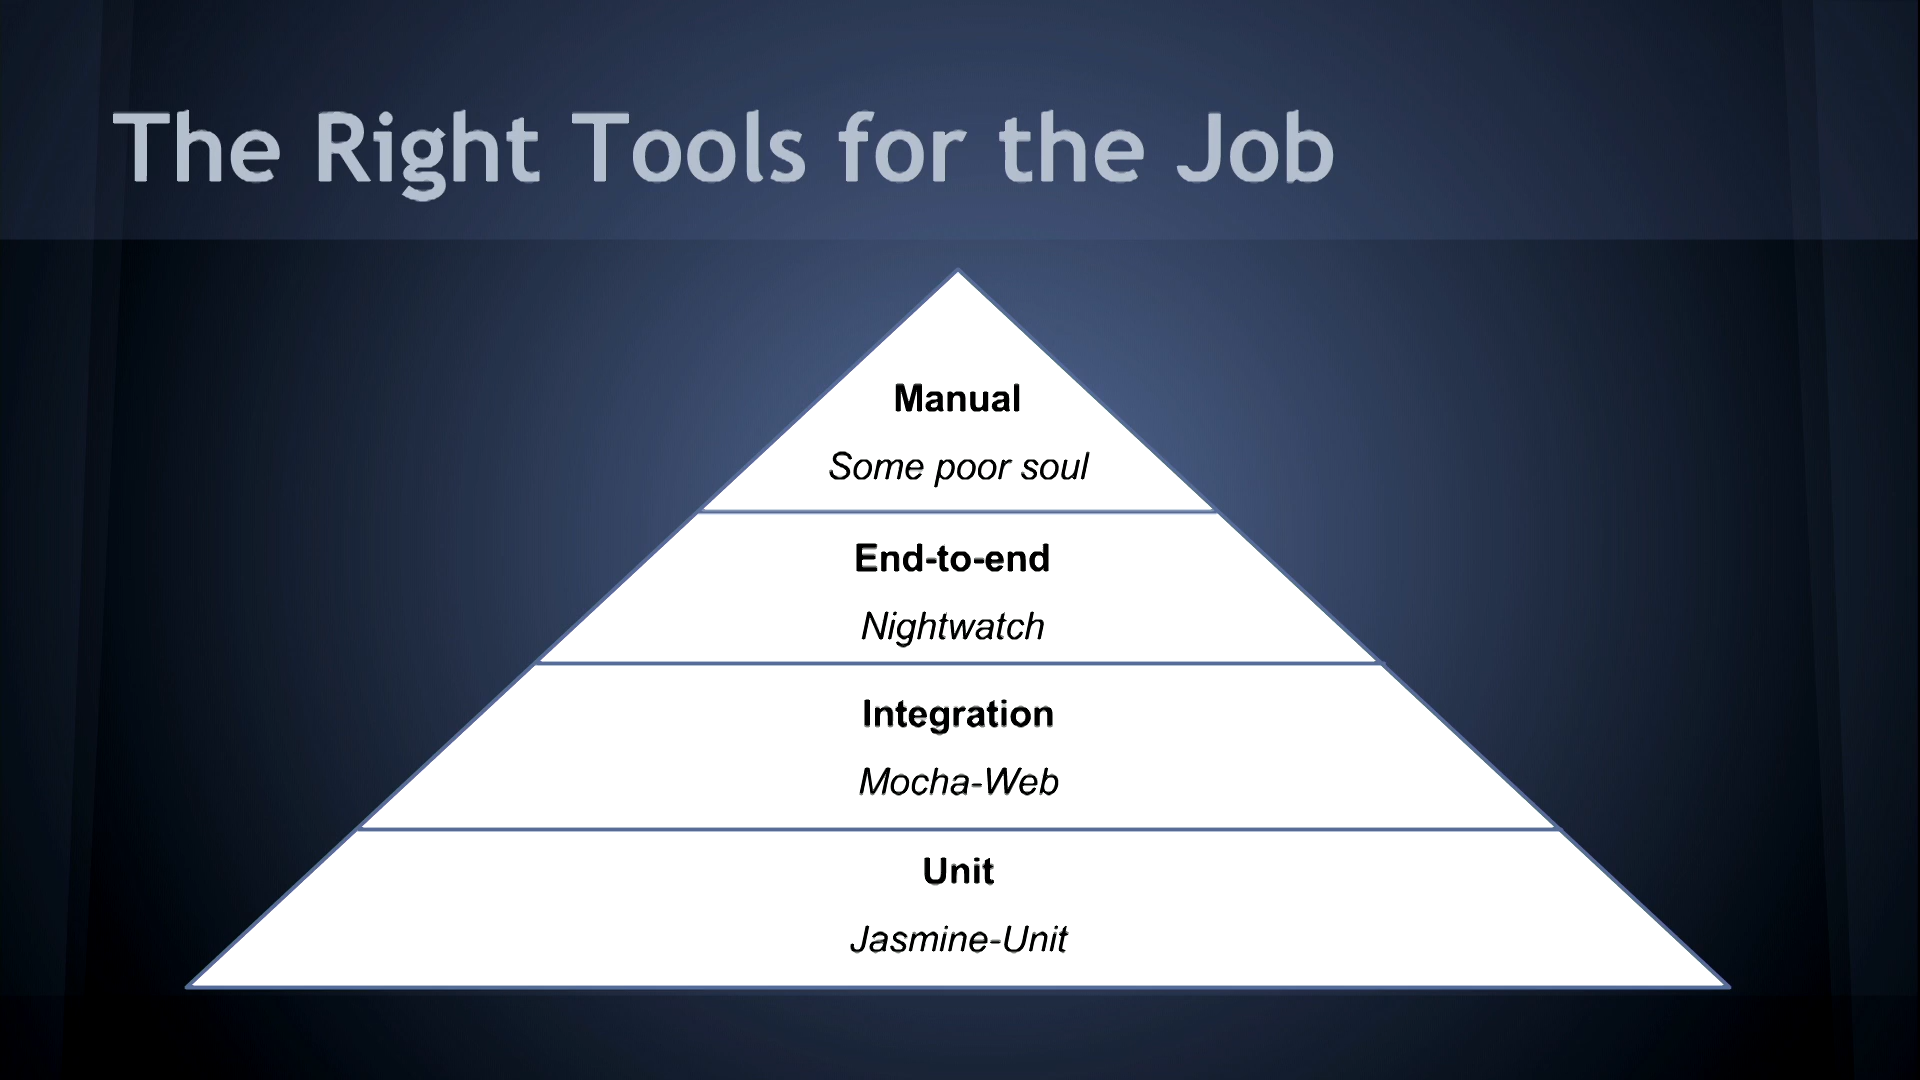 The Right Tools for the Job
Manual
Some poor soul
End-to-end
Nightwatch
Integration
Mocha-Web
Unit
Jasmine-Unit